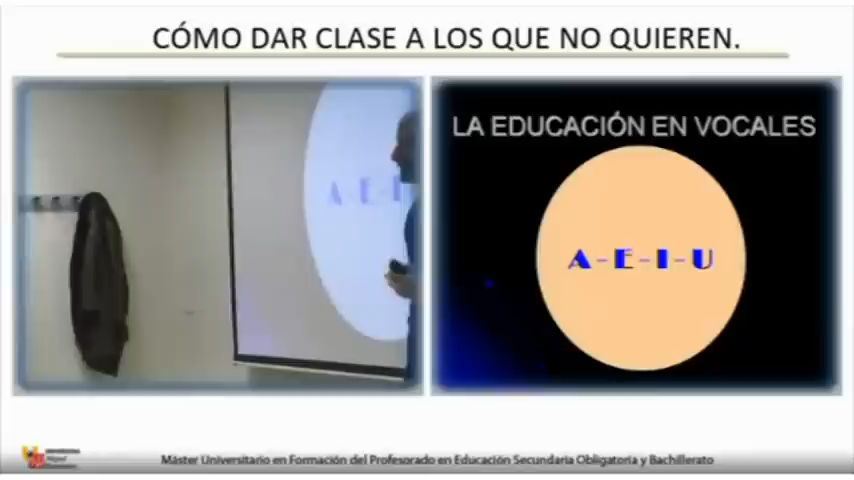 CÓMO DAR CLASE A LOS QUE NO QUIEREN.
A-E-I
LA EDUCACIÓN EN VOCALES
A-E-I-U
Máster Universitario en Formación del Profesorado en Educación Secundaria Obligatoria y Bachillerato